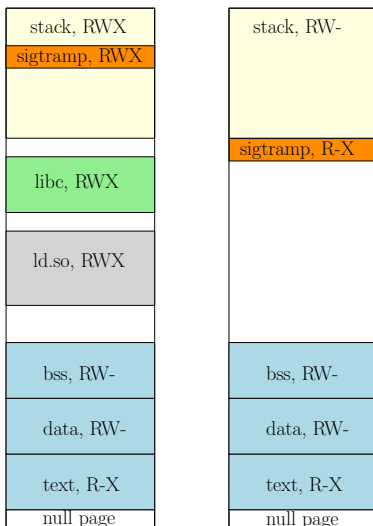 stack, RWX
sigtramp, RWX
libc, RWX
ld.so, RWX
bss, RW-
data, RW-
text, R-X
null page
stack, RW-
sigtramp, R-X
bss, RW-
data, RW-
text, R-X
null page